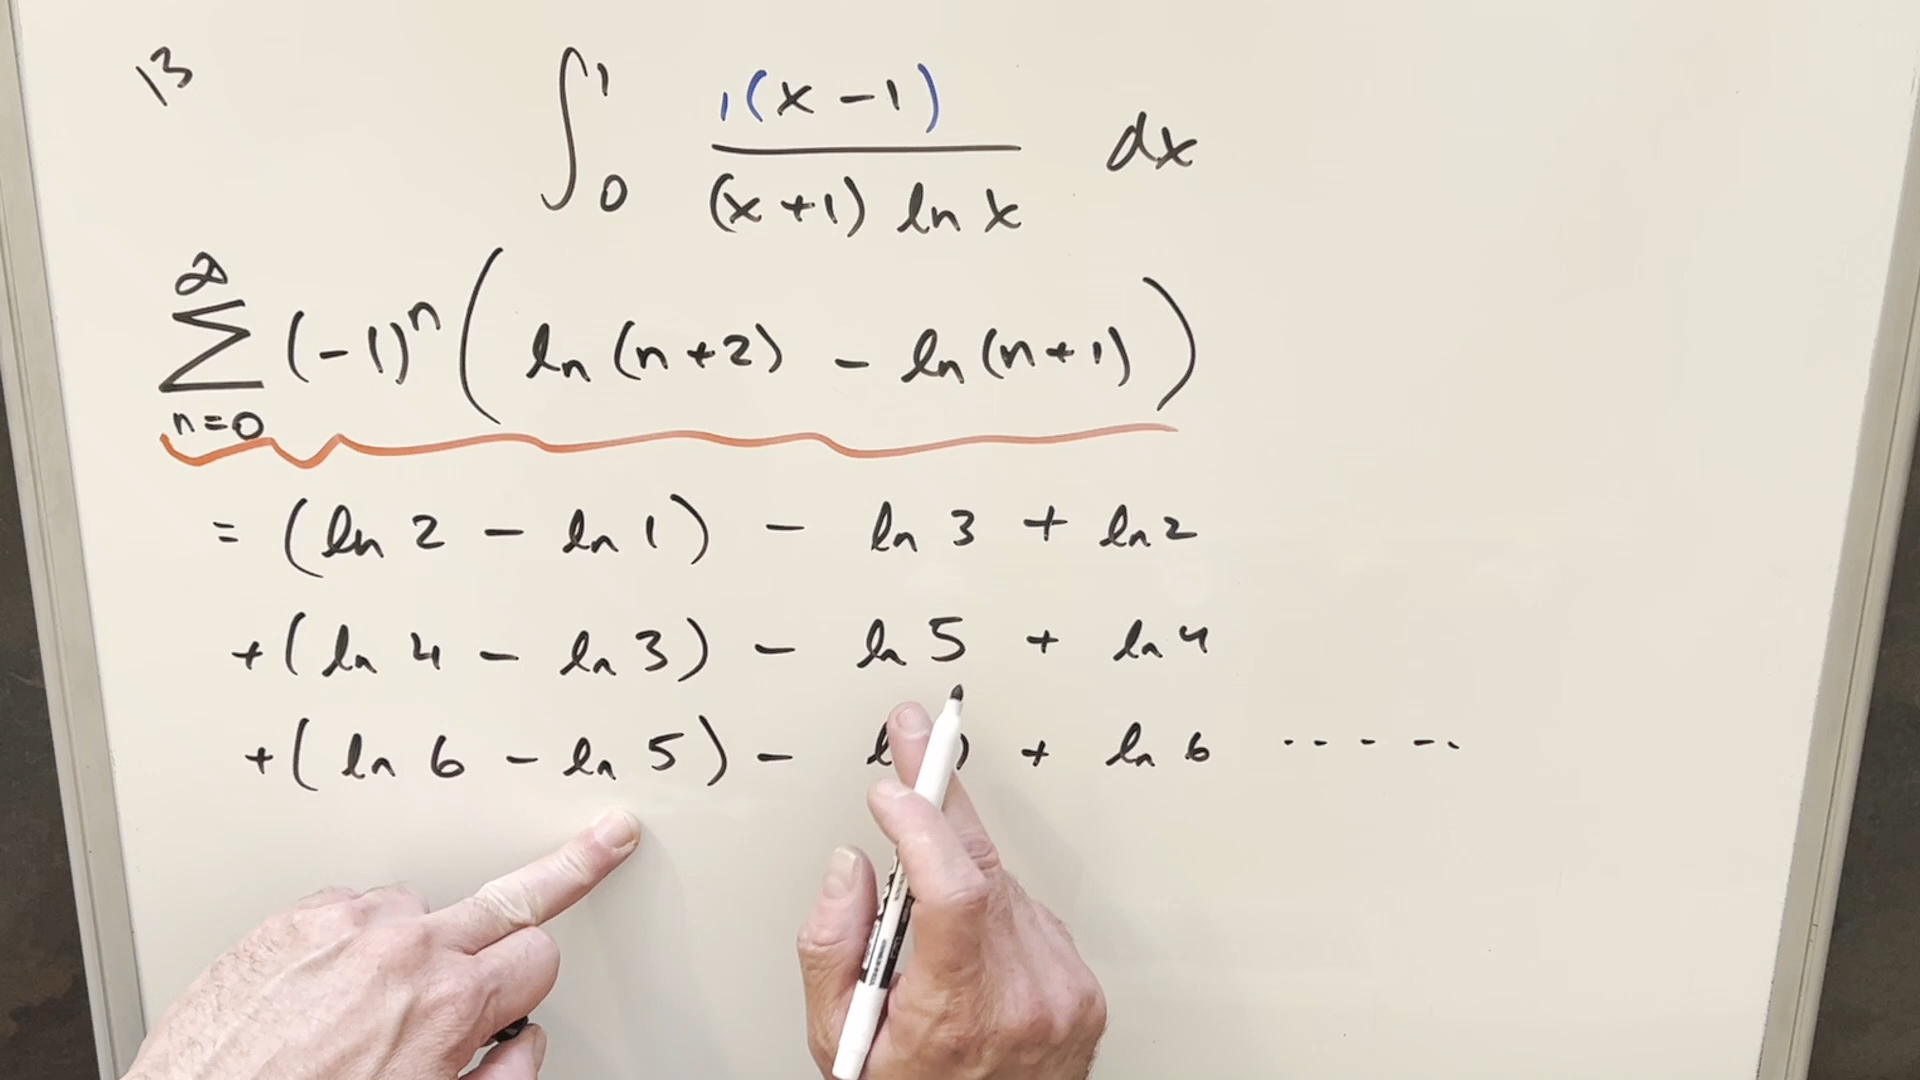 13
∫₀¹ 1(x − 1) / ((x + 1) ln x) dx
∞ Σ n=0 (−1)ⁿ ( ln (n + 2) − ln (n + 1) )
= (ln 2 − ln 1) − ln 3 + ln 2
+ (ln 4 − ln 3) − ln 5 + ln 4
+ (ln 6 − ln 5) − + ln 6 .....